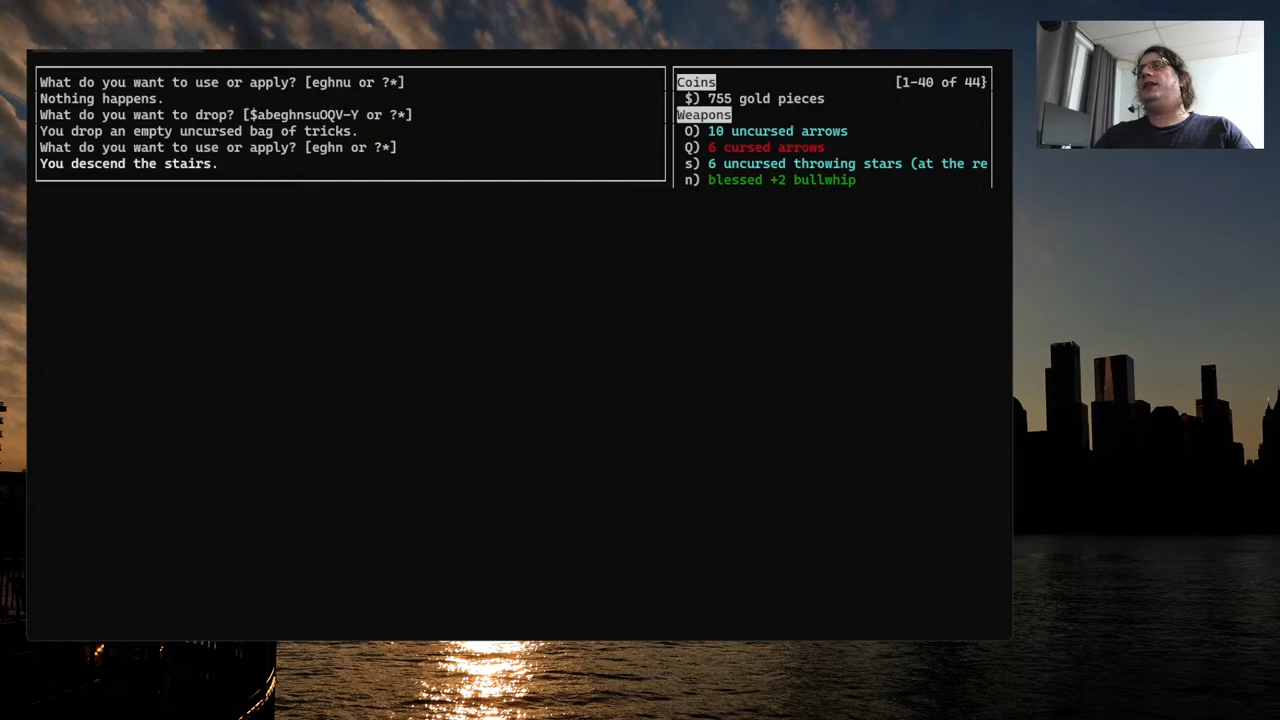 What do you want to use or apply? [eghnu or ?*]
Nothing happens.
What do you want to drop? [$abeghnsuOQV-Y or ?*]
You drop an empty uncursed bag of tricks.
What do you want to use or apply? [eghn or ?*]
You descend the stairs.
Coins [1-40 of 44}
$) 755 gold pieces
Weapons
O) 10 uncursed arrows
Q) 6 cursed arrows
s) 6 uncursed throwing stars (at the re
n) blessed +2 bullwhip